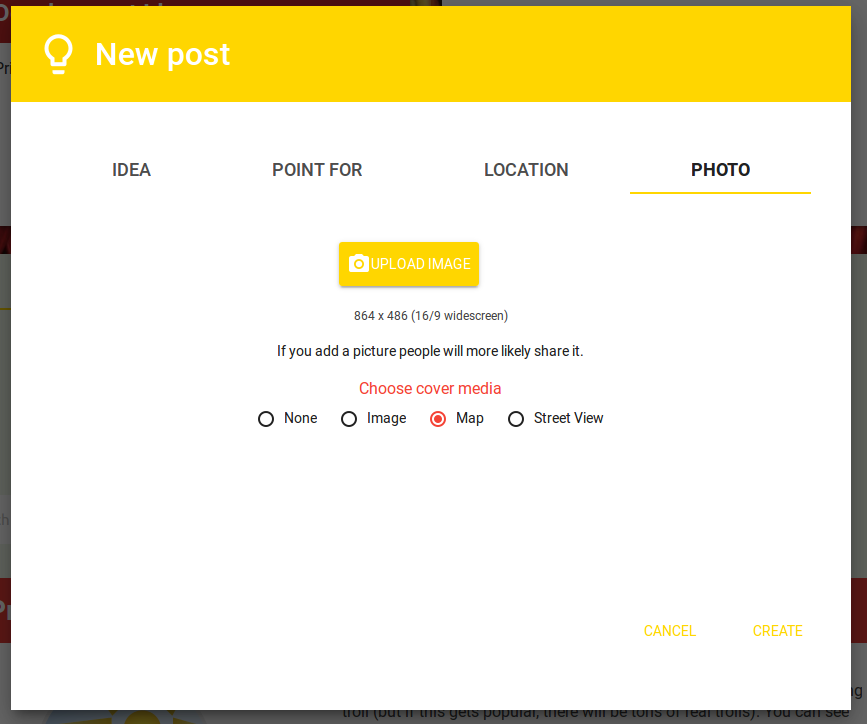 New post
IDEA POINT FOR LOCATION PHOTO
UPLOAD IMAGE
864 x 486 (16/9 widescreen)
If you add a picture people will more likely share it.
Choose cover media
None Image Map Street View
CANCEL CREATE
troll (but if this gets popular, there will be tons of real trolls). You can see